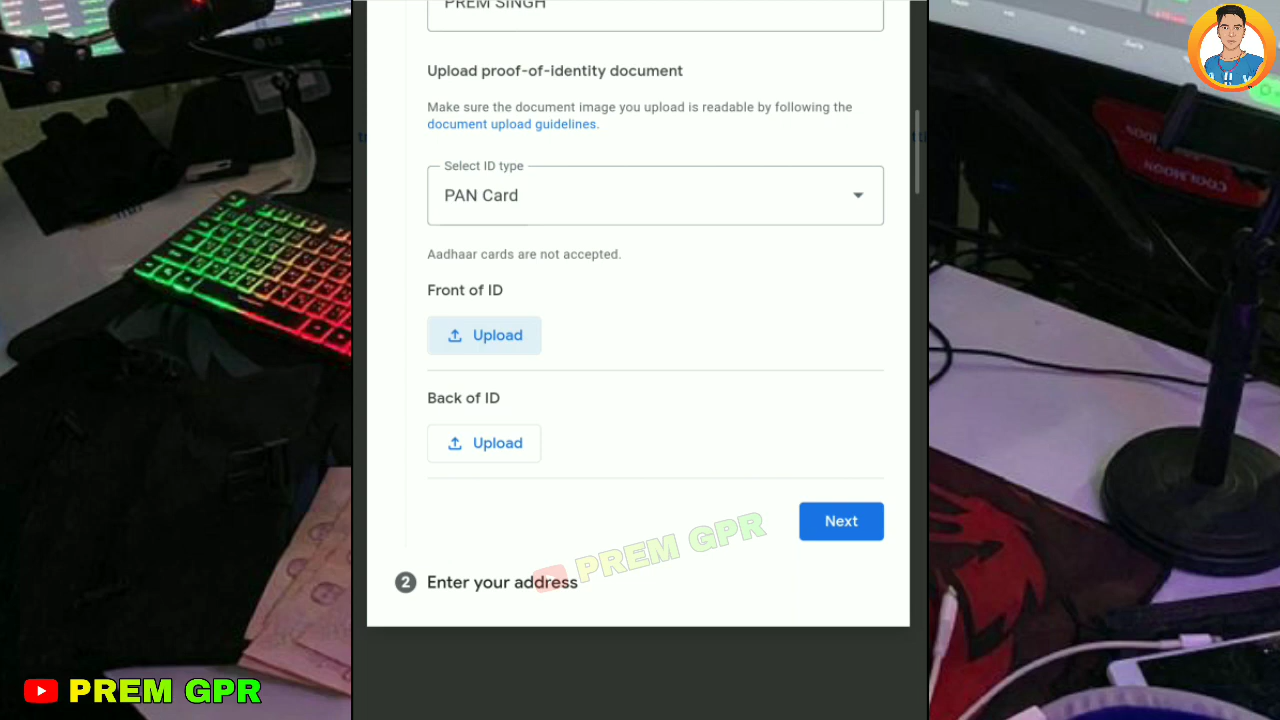 PREM SINGH
Upload proof-of-identity document
Make sure the document image you upload is readable by following the
document upload guidelines.
Select ID type
PAN Card
Aadhaar cards are not accepted.
Front of ID
Upload
Back of ID
Upload
Next
PREM GPR
2 Enter your address
PREM GPR
LG
COOLMOON